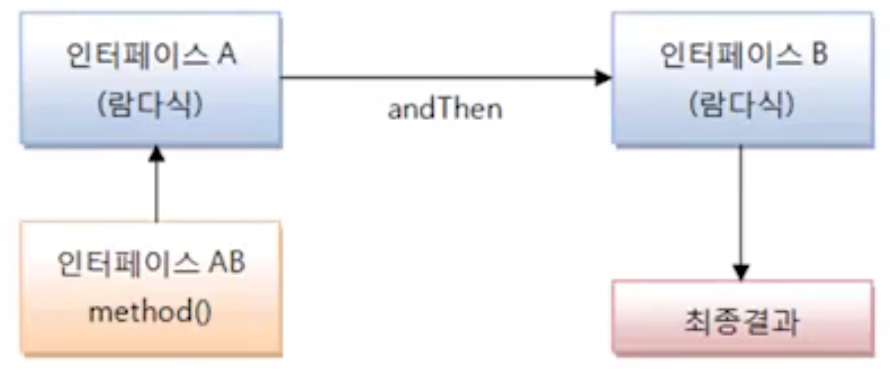 인터페이스 A
(람다식)
andThen
인터페이스 B
(람다식)
인터페이스 AB
method()
최종결과